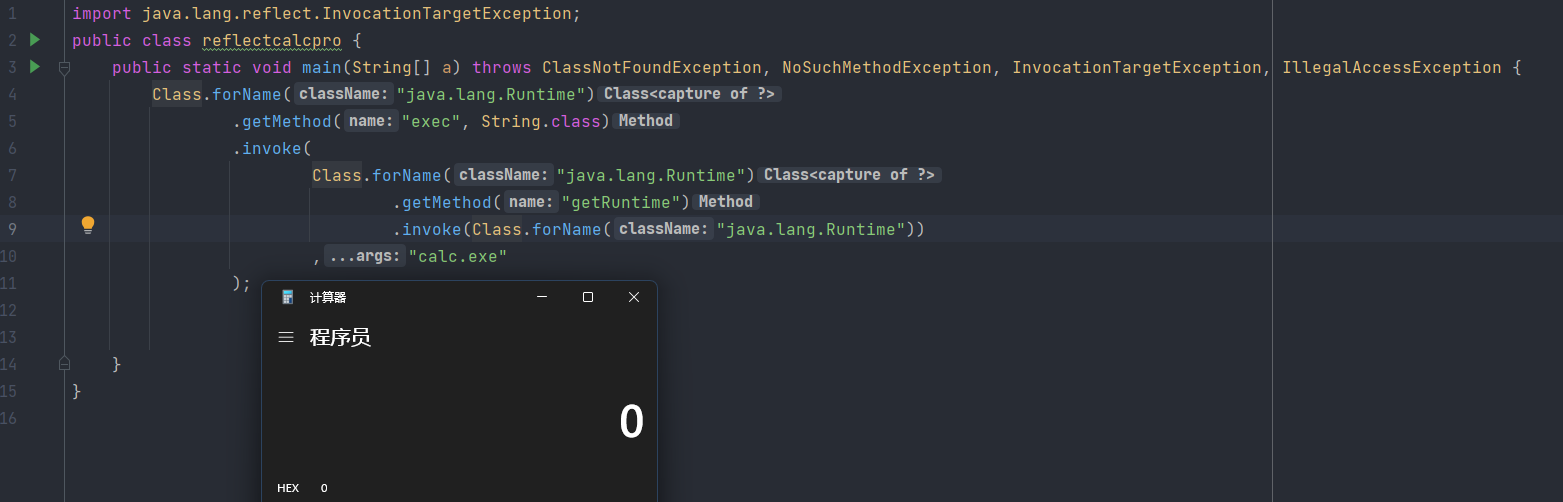 1 import java.lang.reflect.InvocationTargetException;
2 public class reflectcalcpro {
3 public static void main(String[] a) throws ClassNotFoundException, NoSuchMethodException, InvocationTargetException, IllegalAccessException {
4 Class.forName( className: "java.lang.Runtime") Class<capture of ?>
5 .getMethod( name: "exec", String.class) Method
6 .invoke(
7 Class.forName( className: "java.lang.Runtime") Class<capture of ?>
8 .getMethod( name: "getRuntime") Method
9 .invoke(Class.forName( className: "java.lang.Runtime"))
10 , ...args: "calc.exe"
11 );
12
13
14 }
15 }
16
计算器
程序员
0
HEX 0